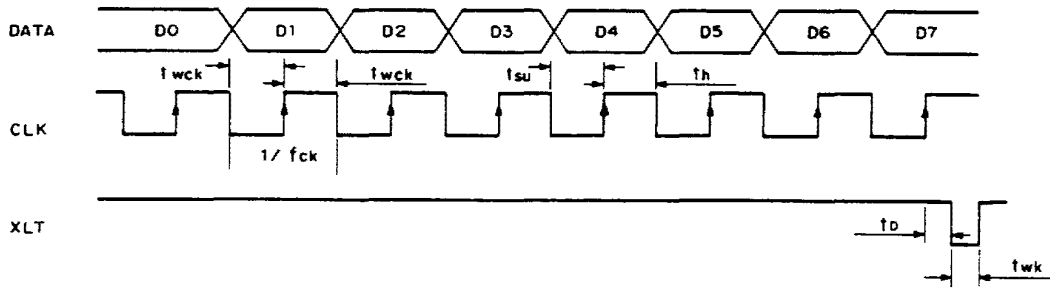 DATA D0 D1 D2 D3 D4 D5 D6 D7
twck twck tsu th
CLK
1/ fck
XLT
tD
twk